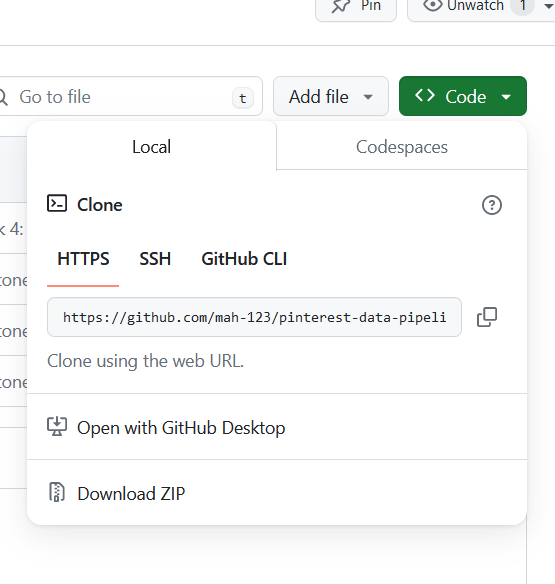 Pin
Unwatch 1
Go to file t
Add file
Code
Local
Codespaces
k 4:
Clone
HTTPS SSH GitHub CLI
tone
https://github.com/mah-123/pinterest-data-pipeli
tone
Clone using the web URL.
tone
Open with GitHub Desktop
Download ZIP